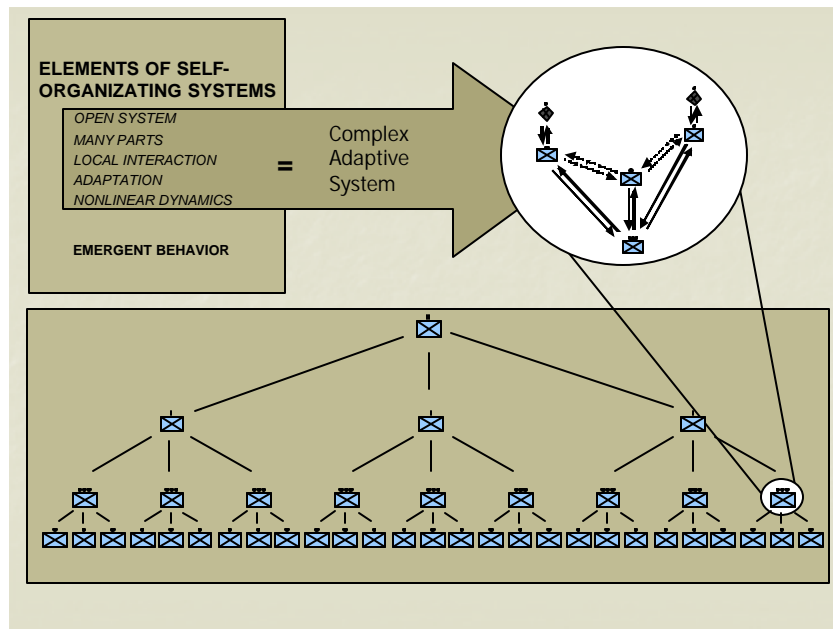 ELEMENTS OF SELF-
ORGANIZATING SYSTEMS
OPEN SYSTEM
MANY PARTS
LOCAL INTERACTION
ADAPTATION
NONLINEAR DYNAMICS
=
Complex
Adaptive
System
EMERGENT BEHAVIOR